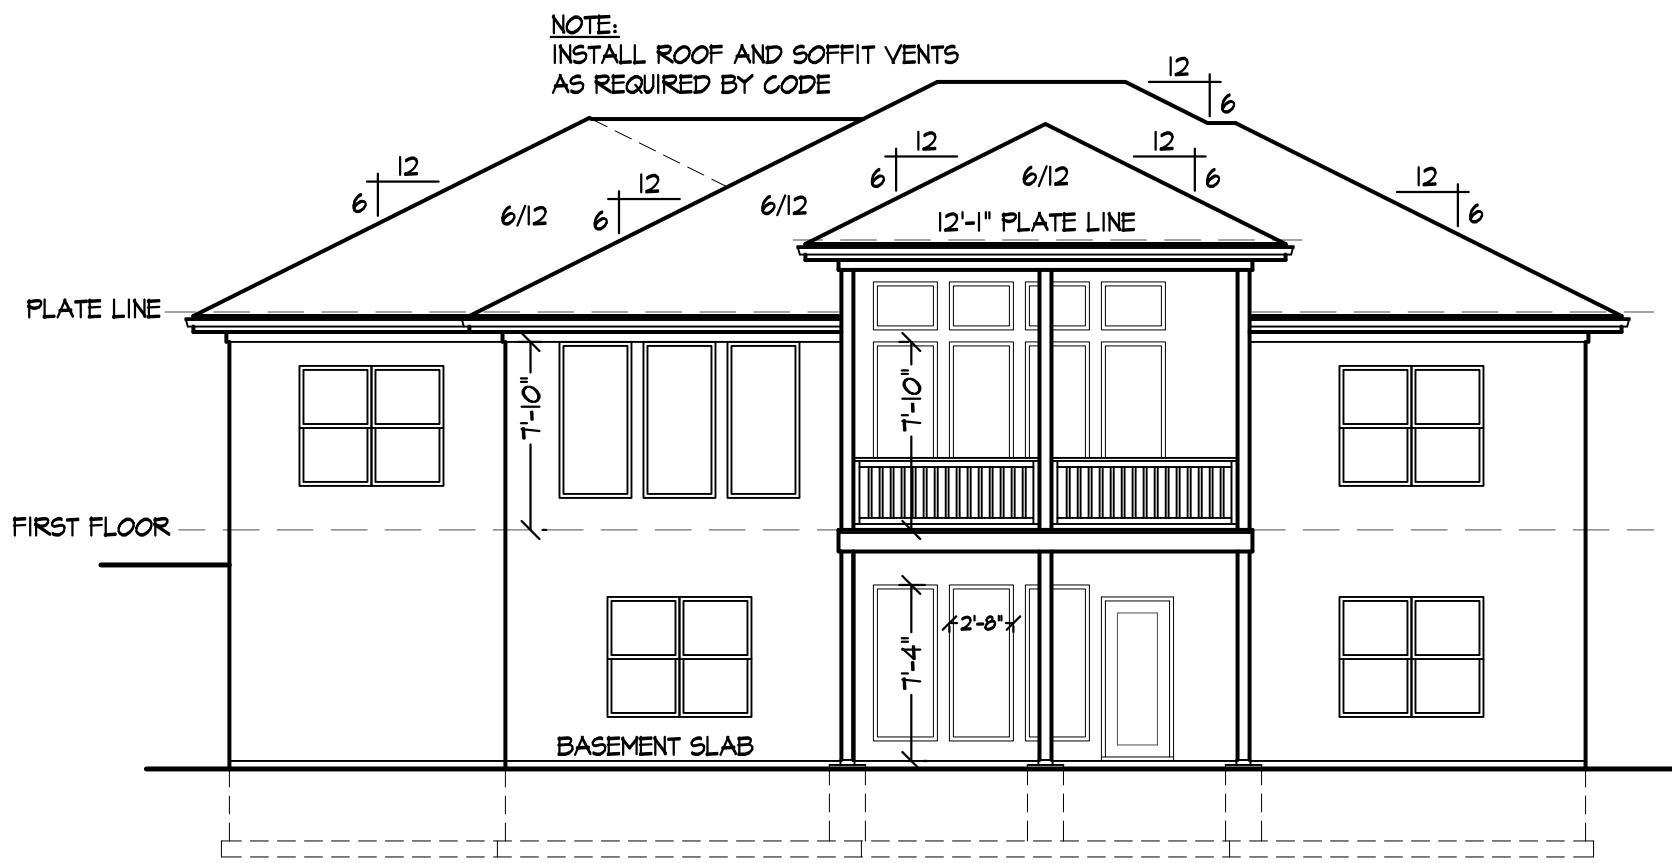 NOTE:
INSTALL ROOF AND SOFFIT VENTS
AS REQUIRED BY CODE
12
6
12
6
12
6
12
6
12
6
12
6
6/12
6/12
6/12
12'-1" PLATE LINE
PLATE LINE
7'-10"
7'-10"
FIRST FLOOR
2'-8"
7'-4"
BASEMENT SLAB